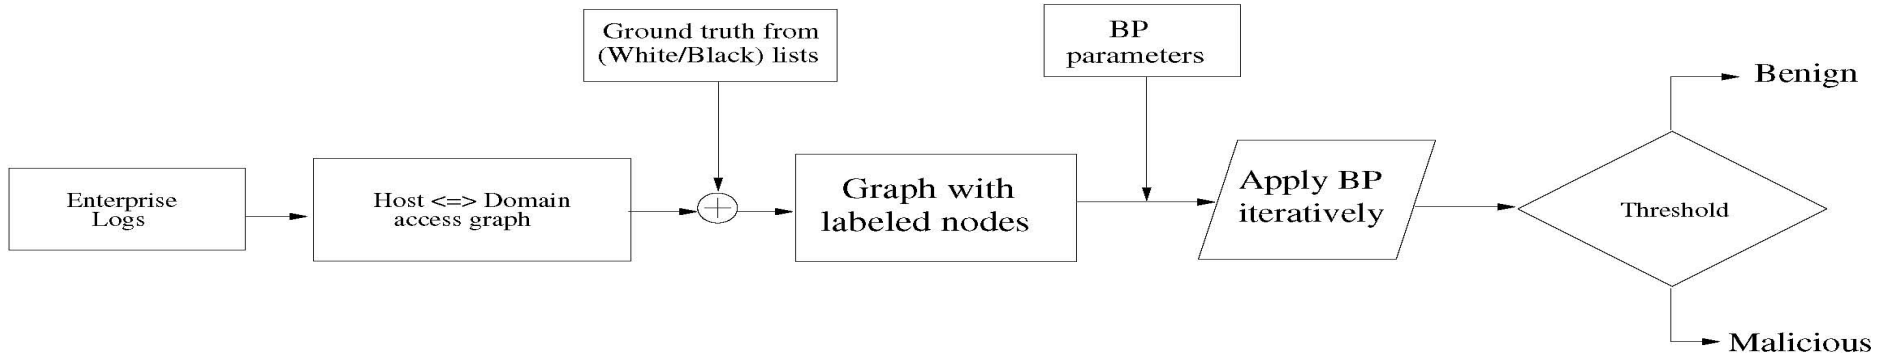 Enterprise
Logs
Host <=> Domain
access graph
Ground truth from
(White/Black) lists
Graph with
labeled nodes
BP
parameters
Apply BP
iteratively
Threshold
Benign
Malicious